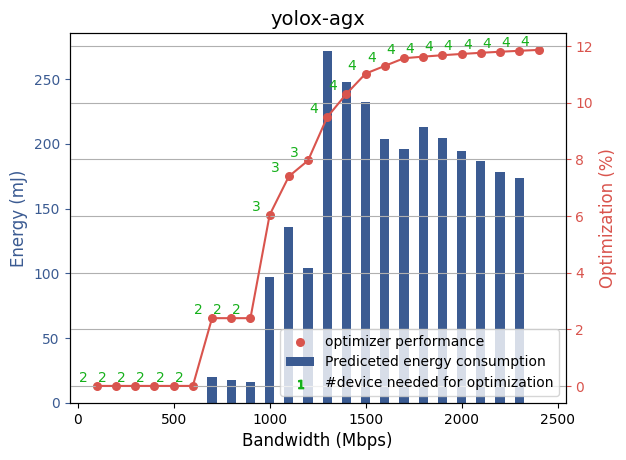 yolox-agx
Energy (mJ)
250
200
150
100
50
0
2 2 2 2 2 2 2 2 2 3 3 3 4 4 4 4 4 4 4 4 4 4 4 4
12
10
8
6
4
2
0
Optimization (%)
optimizer performance
Prediceted energy consumption
1 #device needed for optimization
0 500 1000 1500 2000 2500
Bandwidth (Mbps)